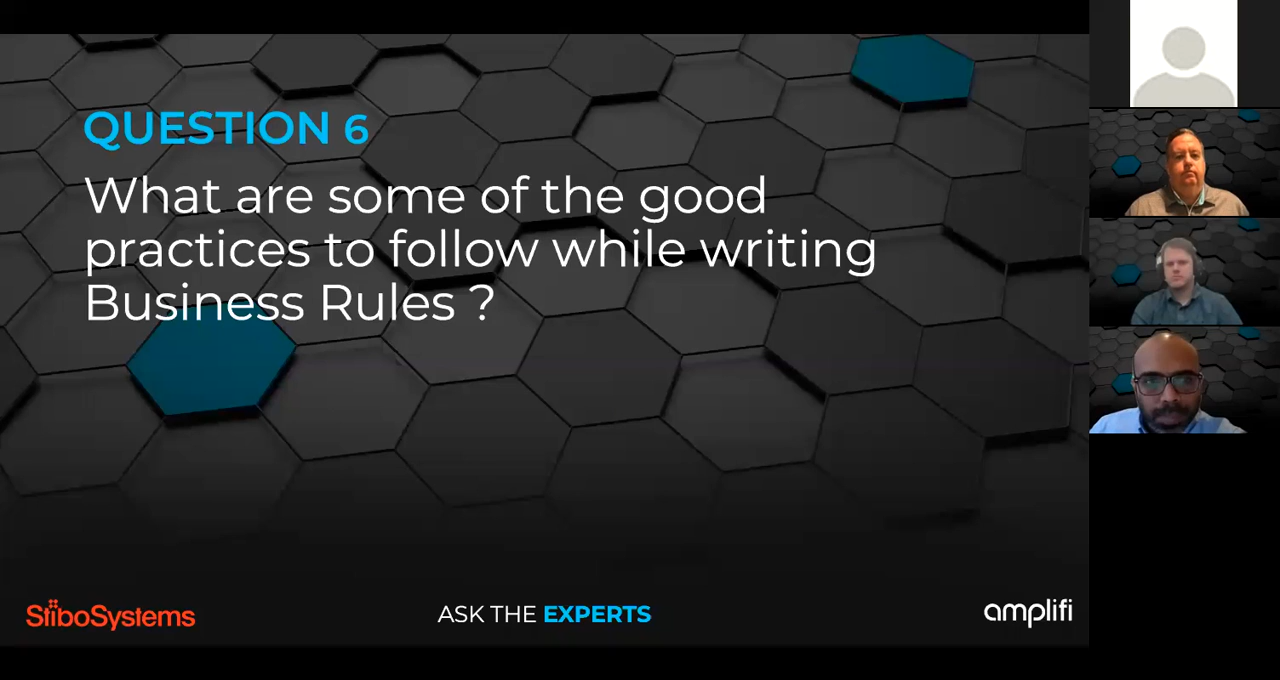 QUESTION 6
What are some of the good
practices to follow while writing
Business Rules ?
StiboSystems
ASK THE EXPERTS
amplifi